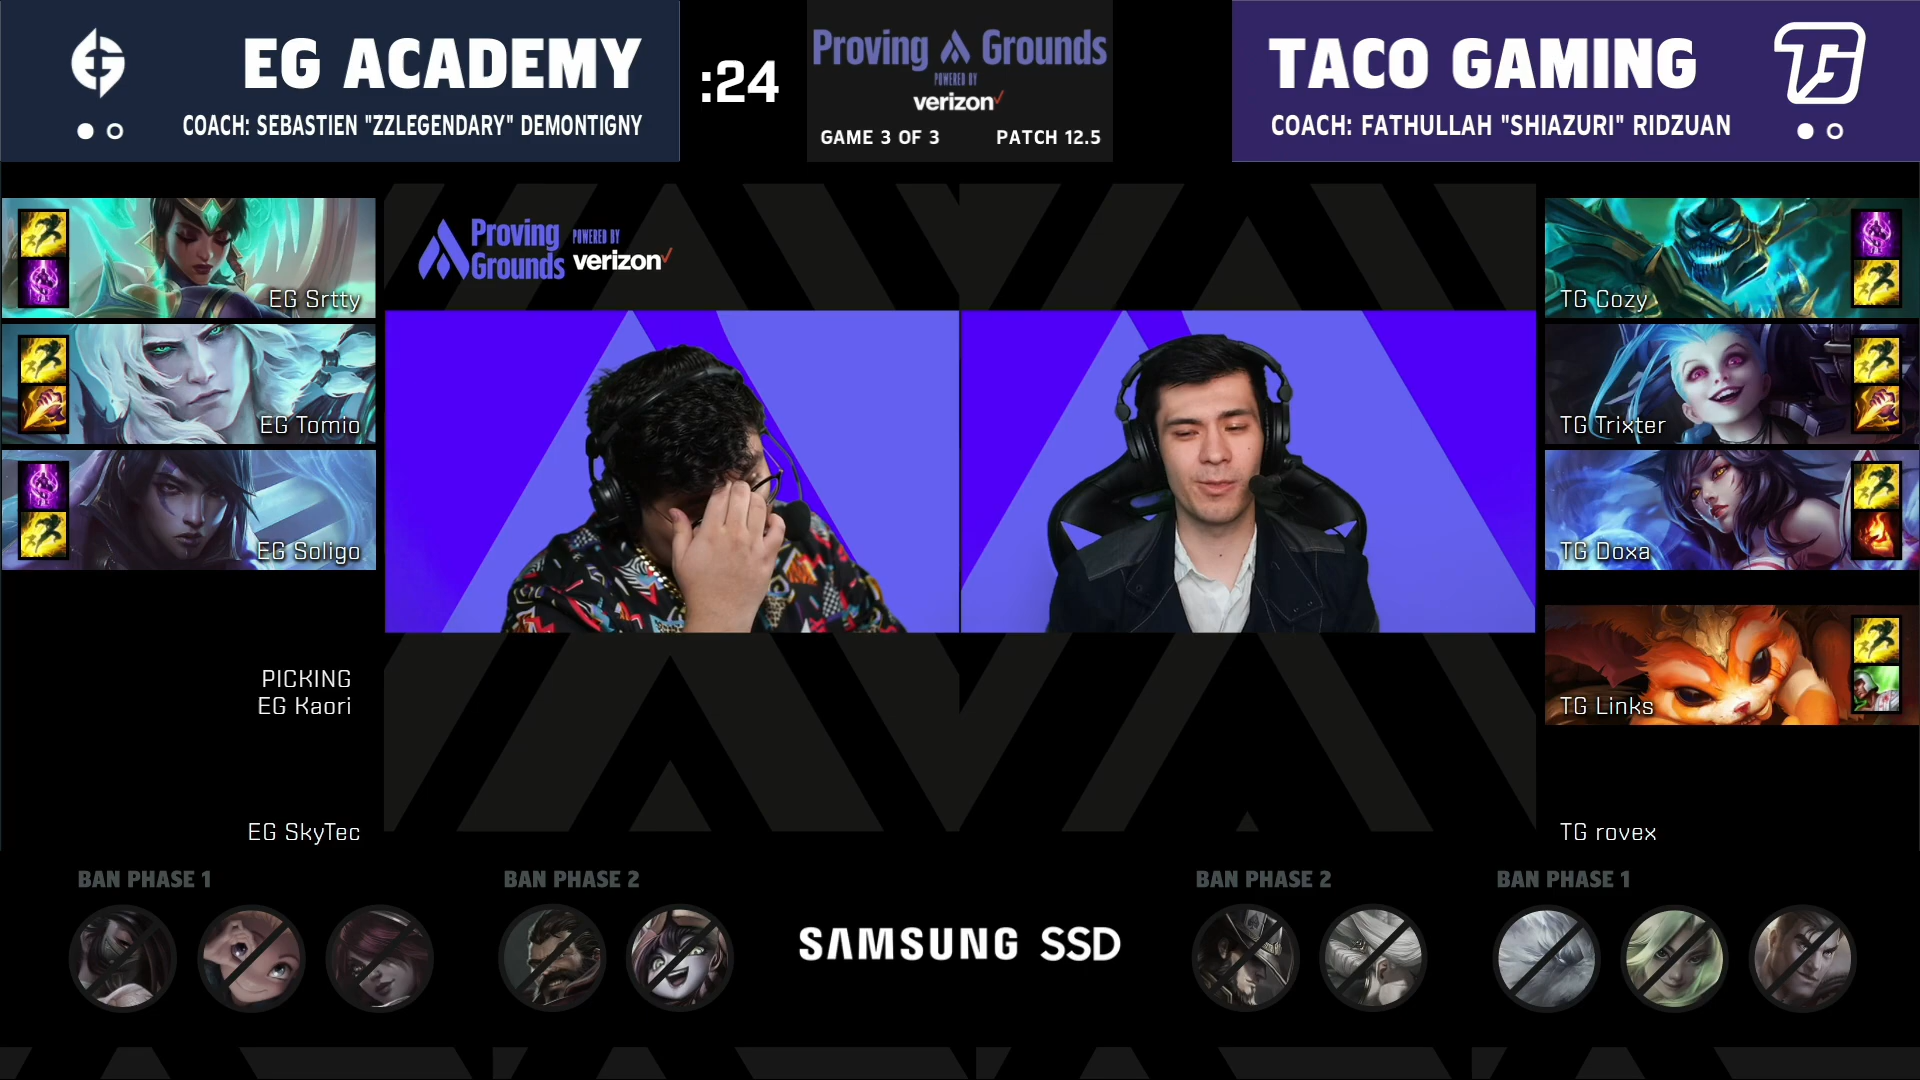 EG ACADEMY
COACH: SEBASTIEN "ZZLEGENDARY" DEMONTIGNY
:24
Proving Grounds
POWERED BY
verizon
GAME 3 OF 3 PATCH 12.5
TACO GAMING
COACH: FATHULLAH "SHIAZURI" RIDZUAN
TG
EG Srtty
EG Tomio
EG Soligo
PICKING
EG Kaori
EG SkyTec
Proving
Grounds
POWERED BY
verizon
TG Cozy
TG Trixter
TG Doxa
TG Links
TG rovex
BAN PHASE 1
BAN PHASE 2
SAMSUNG SSD
BAN PHASE 2
BAN PHASE 1